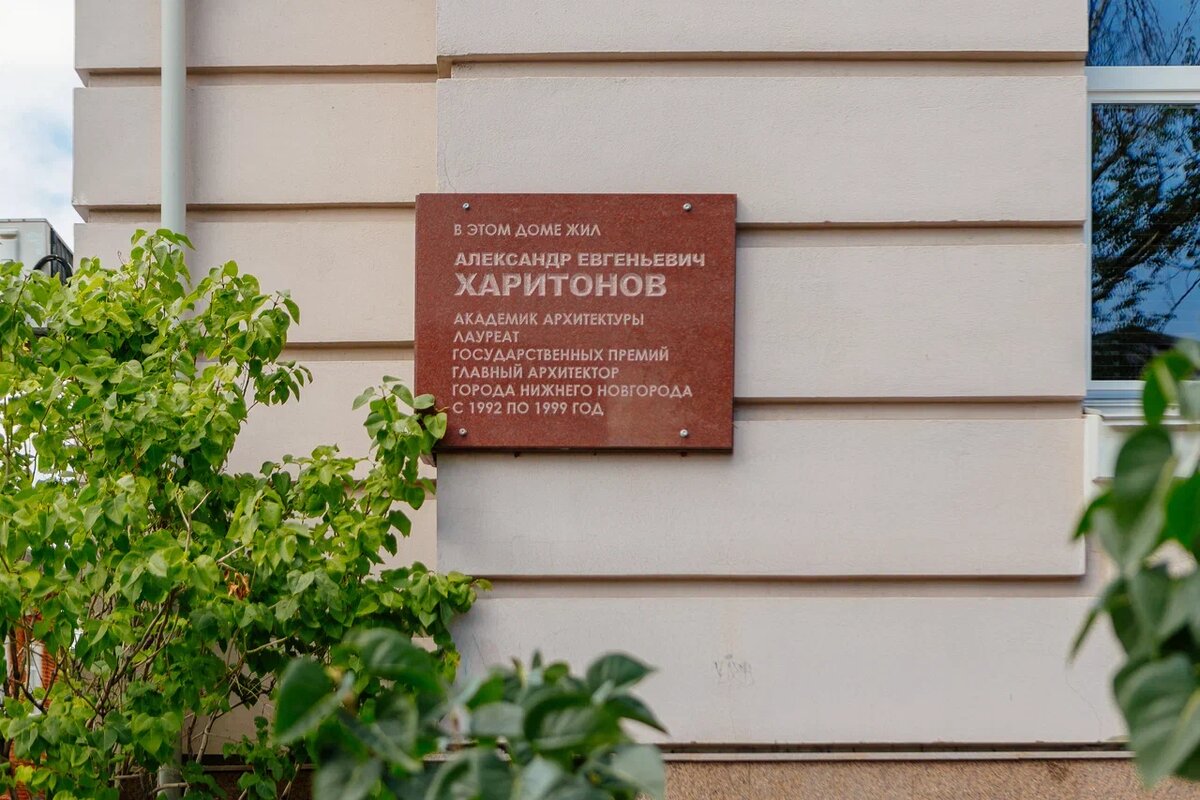 В ЭТОМ ДОМЕ ЖИЛ
АЛЕКСАНДР ЕВГЕНЬЕВИЧ
ХАРИТОНОВ
АКАДЕМИК АРХИТЕКТУРЫ
ЛАУРЕАТ
ГОСУДАРСТВЕННЫХ ПРЕМИЙ
ГЛАВНЫЙ АРХИТЕКТОР
ГОРОДА НИЖНЕГО НОВГОРОДА
С 1992 ПО 1999 ГОД